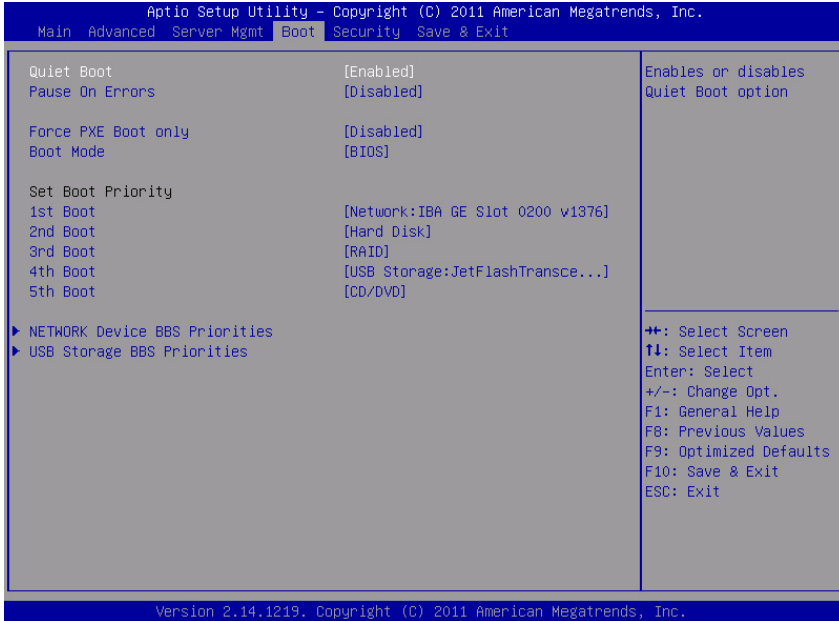 Aptio Setup Utility – Copyright (C) 2011 American Megatrends, Inc.
Main Advanced Server Mgmt Boot Security Save & Exit
Quiet Boot [Enabled]
Pause On Errors [Disabled]
Force PXE Boot only [Disabled]
Boot Mode [BIOS]
Set Boot Priority
1st Boot [Network:IBA GE Slot 0200 v1376]
2nd Boot [Hard Disk]
3rd Boot [RAID]
4th Boot [USB Storage:JetFlashTransce...]
5th Boot [CD/DVD]
▶ NETWORK Device BBS Priorities
▶ USB Storage BBS Priorities
Enables or disables
Quiet Boot option
→←: Select Screen
↑↓: Select Item
Enter: Select
+/-: Change Opt.
F1: General Help
F8: Previous Values
F9: Optimized Defaults
F10: Save & Exit
ESC: Exit
Version 2.14.1219. Copyright (C) 2011 American Megatrends, Inc.